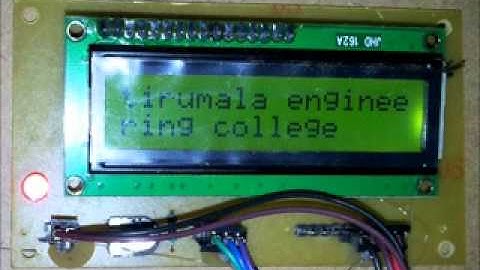 JHD 162A
tirumala enginee
ring college